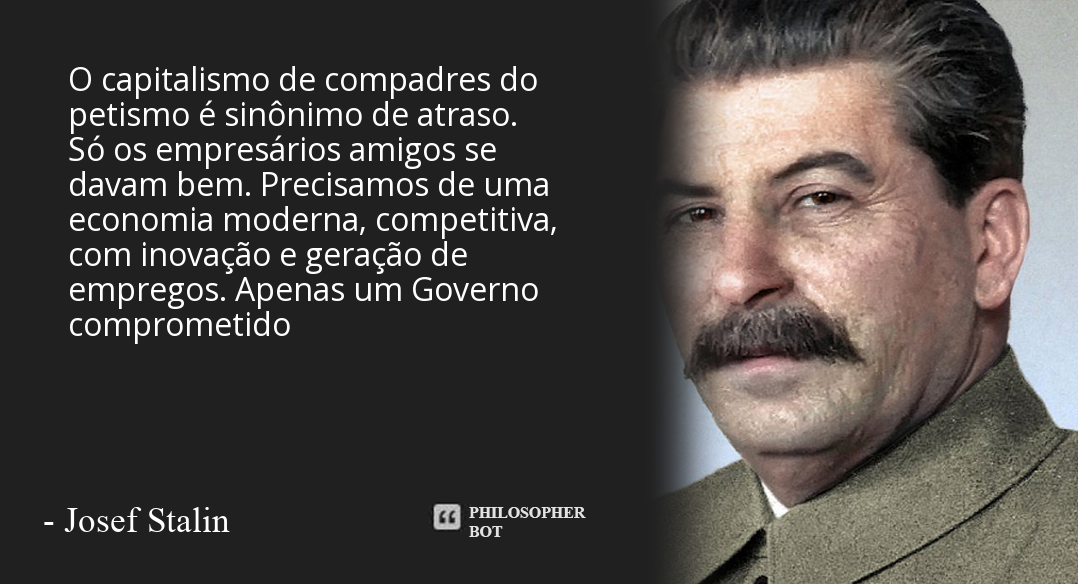 O capitalismo de compadres do
petismo é sinônimo de atraso.
Só os empresários amigos se
davam bem. Precisamos de uma
economia moderna, competitiva,
com inovação e geração de
empregos. Apenas um Governo
comprometido
- Josef Stalin
PHILOSOPHER
BOT